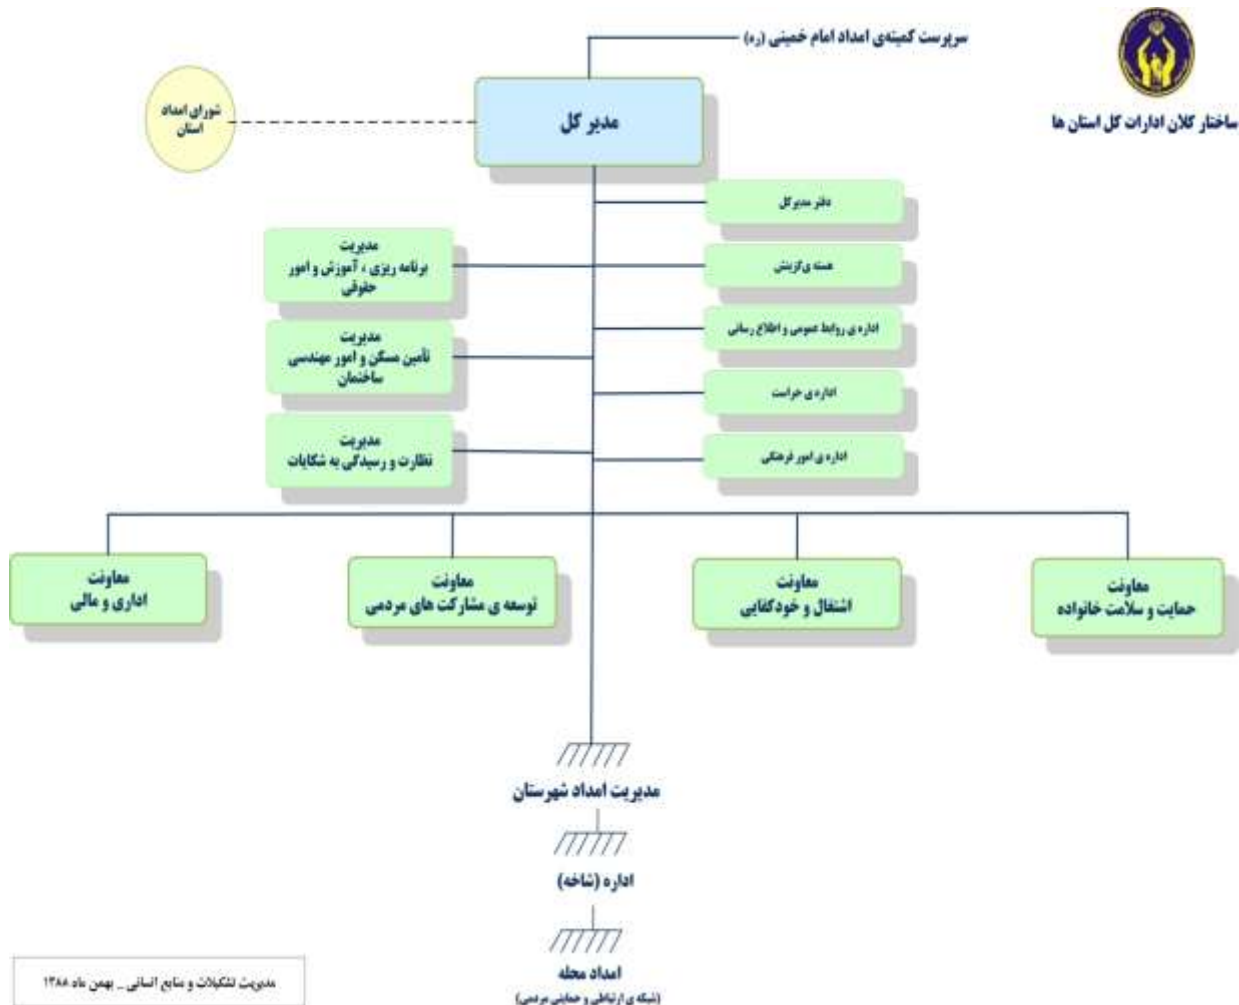 سرپرست کمیته‌ی امداد امام خمینی (ره)
ساختار کلان ادارات کل استان ها
شورای امداد
استان
مدیر کل
دفتر مدیرکل
هسته ی گزینش
اداره ی روابط عمومی و اطلاع رسانی
اداره ی حراست
اداره ی امور فرهنگی
مدیریت
برنامه ریزی ، آموزش و امور
حقوقی
مدیریت
تأمین مسکن و امور مهندسی
ساختمان
مدیریت
نظارت و رسیدگی به شکایات
معاونت
حمایت و سلامت خانواده
معاونت
اشتغال و خودکفایی
معاونت
توسعه ی مشارکت های مردمی
معاونت
اداری و مالی
مدیریت امداد شهرستان
اداره (شاخه)
امداد محله
(شبکه ی ارتباطی و حمایتی مردمی)
مدیریت تشکیلات و منابع انسانی _ بهمن ماه ۱۳۸۸